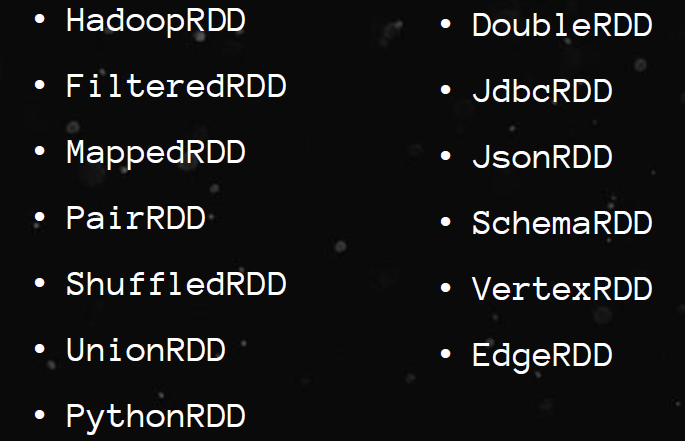 • HadoopRDD
• FilteredRDD
• MappedRDD
• PairRDD
• ShuffledRDD
• UnionRDD
• PythonRDD
• DoubleRDD
• JdbcRDD
• JsonRDD
• SchemaRDD
• VertexRDD
• EdgeRDD